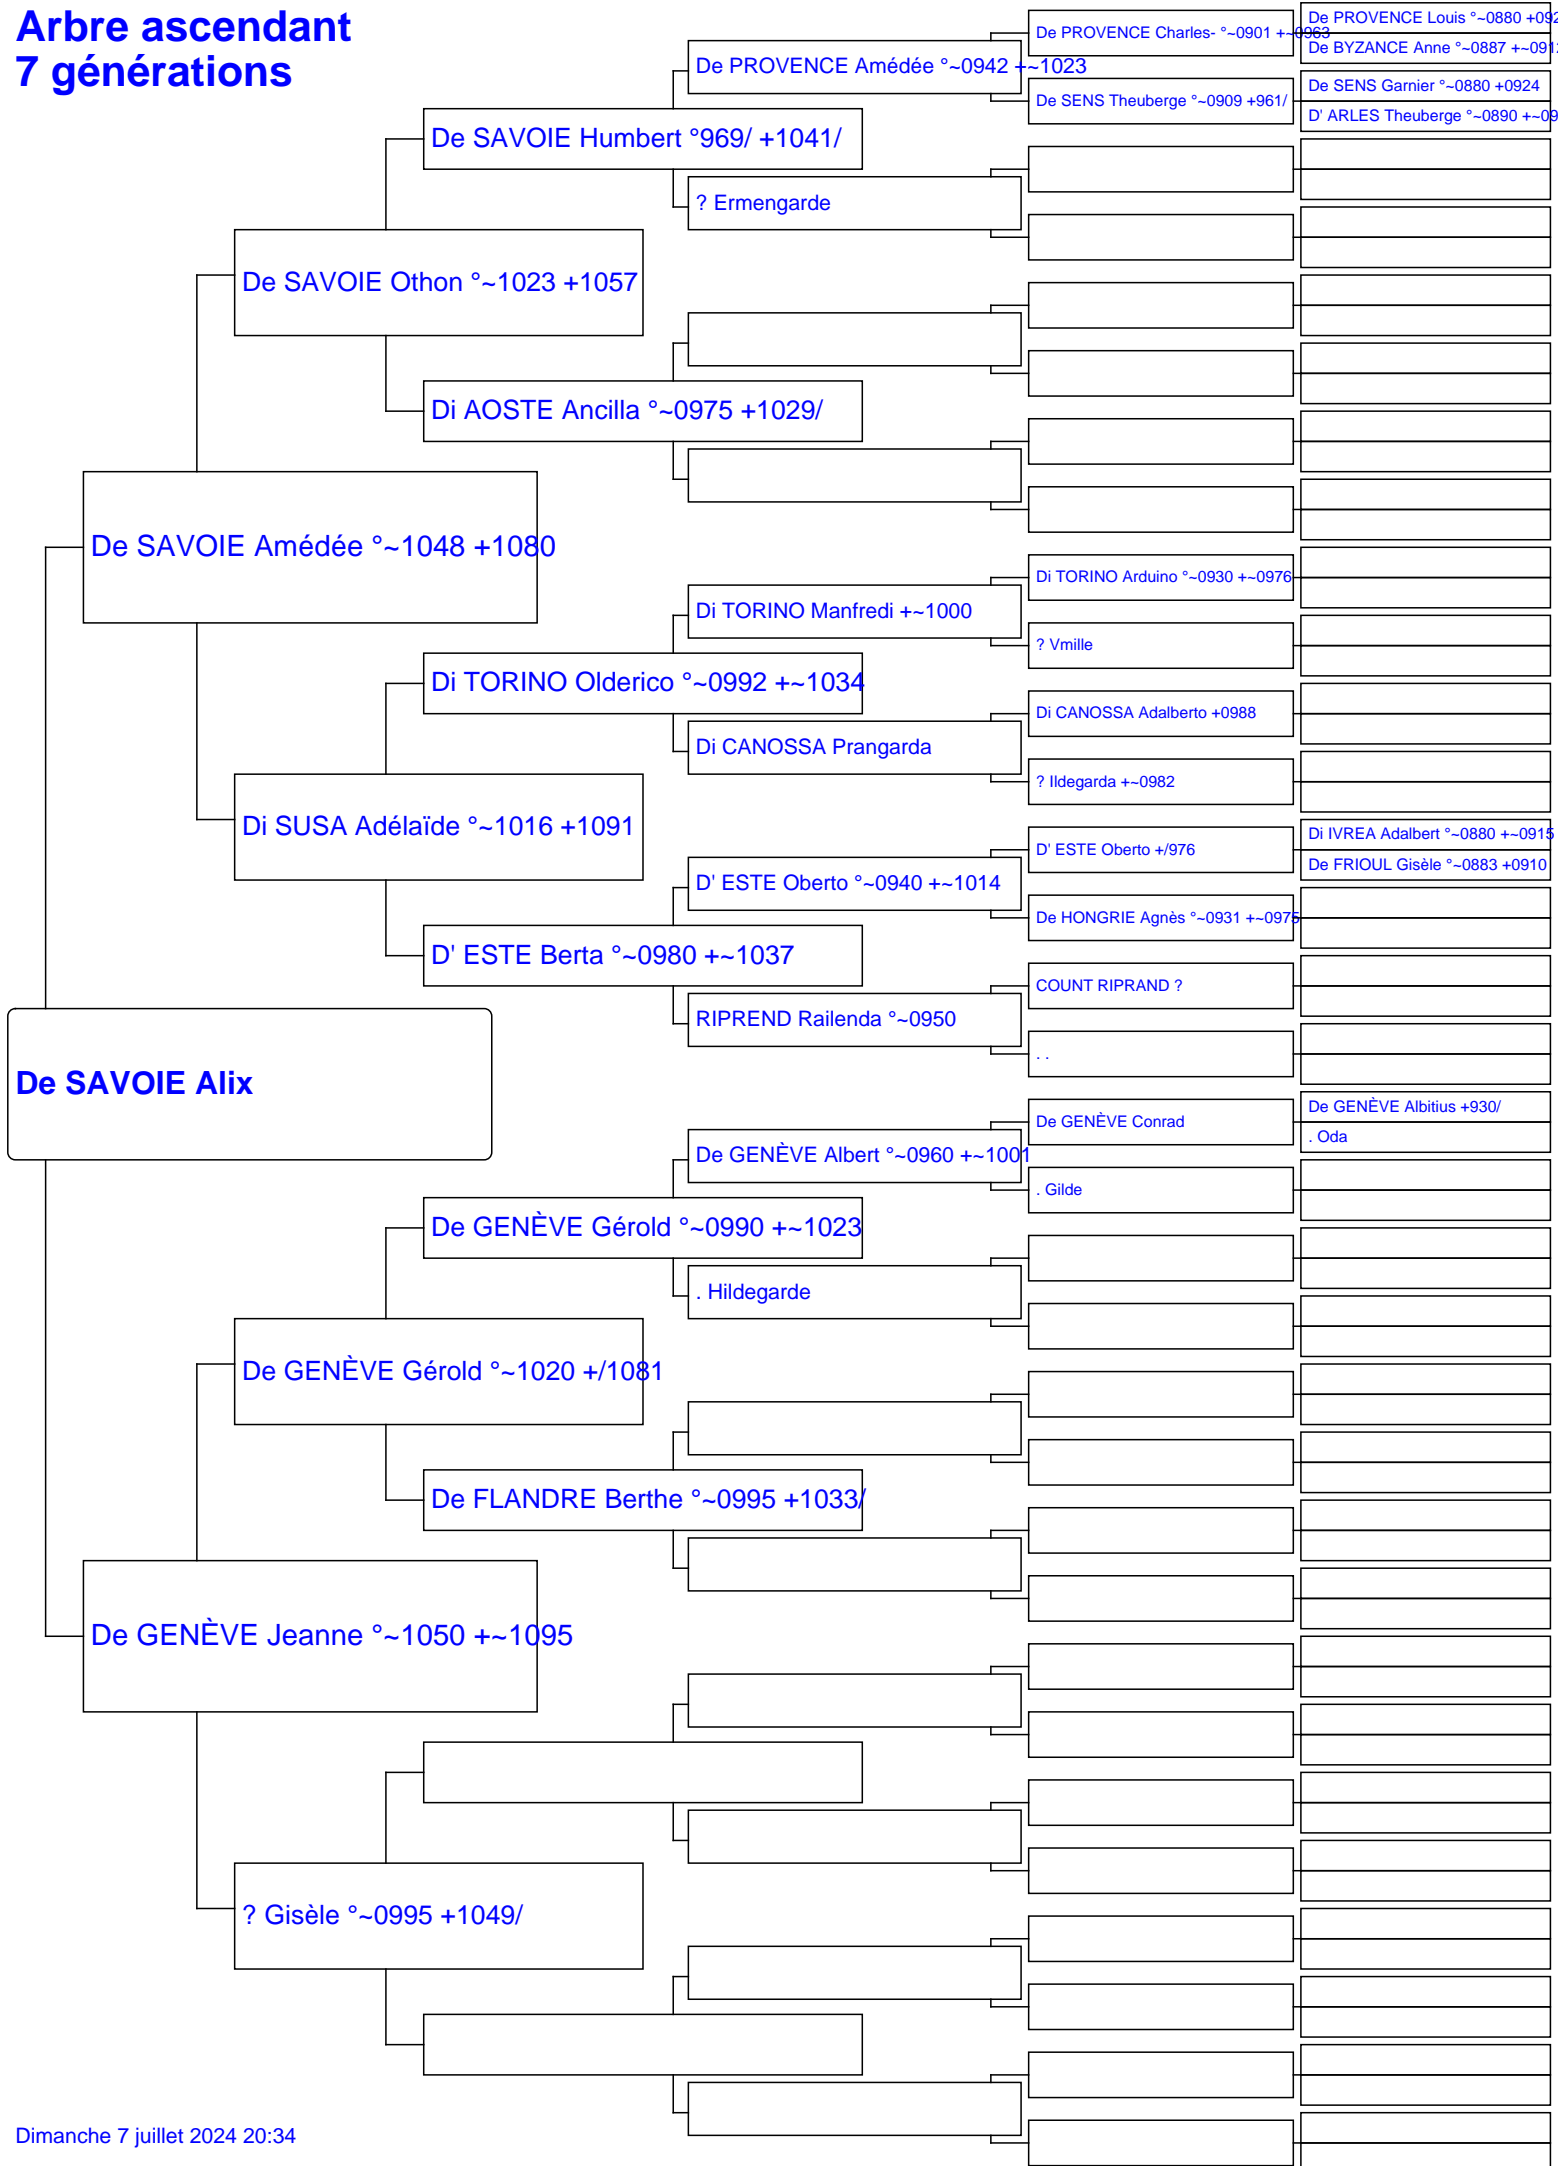 Arbre ascendant
7 générations
De PROVENCE Louis °~0880 +092
De PROVENCE Charles- °~0901 +~0963
De BYZANCE Anne °~0887 +~0912
De PROVENCE Amédée °~0942 +~1023
De SENS Garnier °~0880 +0924
De SENS Theuberge °~0909 +961/
D' ARLES Theuberge °~0890 +~09
De SAVOIE Humbert °969/ +1041/
? Ermengarde
De SAVOIE Othon °~1023 +1057
Di AOSTE Ancilla °~0975 +1029/
De SAVOIE Amédée °~1048 +1080
Di TORINO Arduino °~0930 +~0976
Di TORINO Manfredi +~1000
? Vmille
Di TORINO Olderico °~0992 +~1034
Di CANOSSA Adalberto +0988
Di CANOSSA Prangarda
? Ildegarda +~0982
Di SUSA Adélaïde °~1016 +1091
Di IVREA Adalbert °~0880 +~0915
D' ESTE Oberto +/976
De FRIOUL Gisèle °~0883 +0910
D' ESTE Oberto °~0940 +~1014
De HONGRIE Agnès °~0931 +~0975
D' ESTE Berta °~0980 +~1037
COUNT RIPRAND ?
RIPREND Railenda °~0950
. .
De SAVOIE Alix
De GENÈVE Albitius +930/
De GENÈVE Conrad
. Oda
De GENÈVE Albert °~0960 +~1001
. Gilde
De GENÈVE Gérold °~0990 +~1023
. Hildegarde
De GENÈVE Gérold °~1020 +/1081
De FLANDRE Berthe °~0995 +1033/
De GENÈVE Jeanne °~1050 +~1095
? Gisèle °~0995 +1049/
Dimanche 7 juillet 2024 20:34